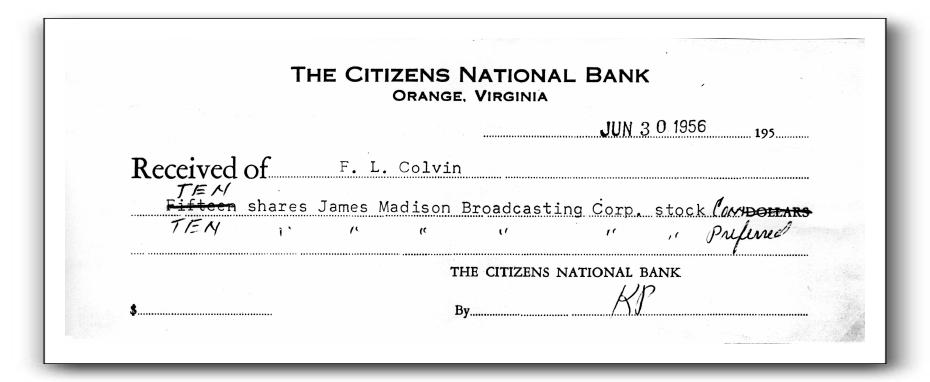 THE CITIZENS NATIONAL BANK
ORANGE, VIRGINIA
JUN 30 1956 195
Received of F. L. Colvin
TEN
Fifteen shares James Madison Broadcasting Corp. stock Com DOLLARS
TEN " " " " " " Preferred
THE CITIZENS NATIONAL BANK
$ By KP